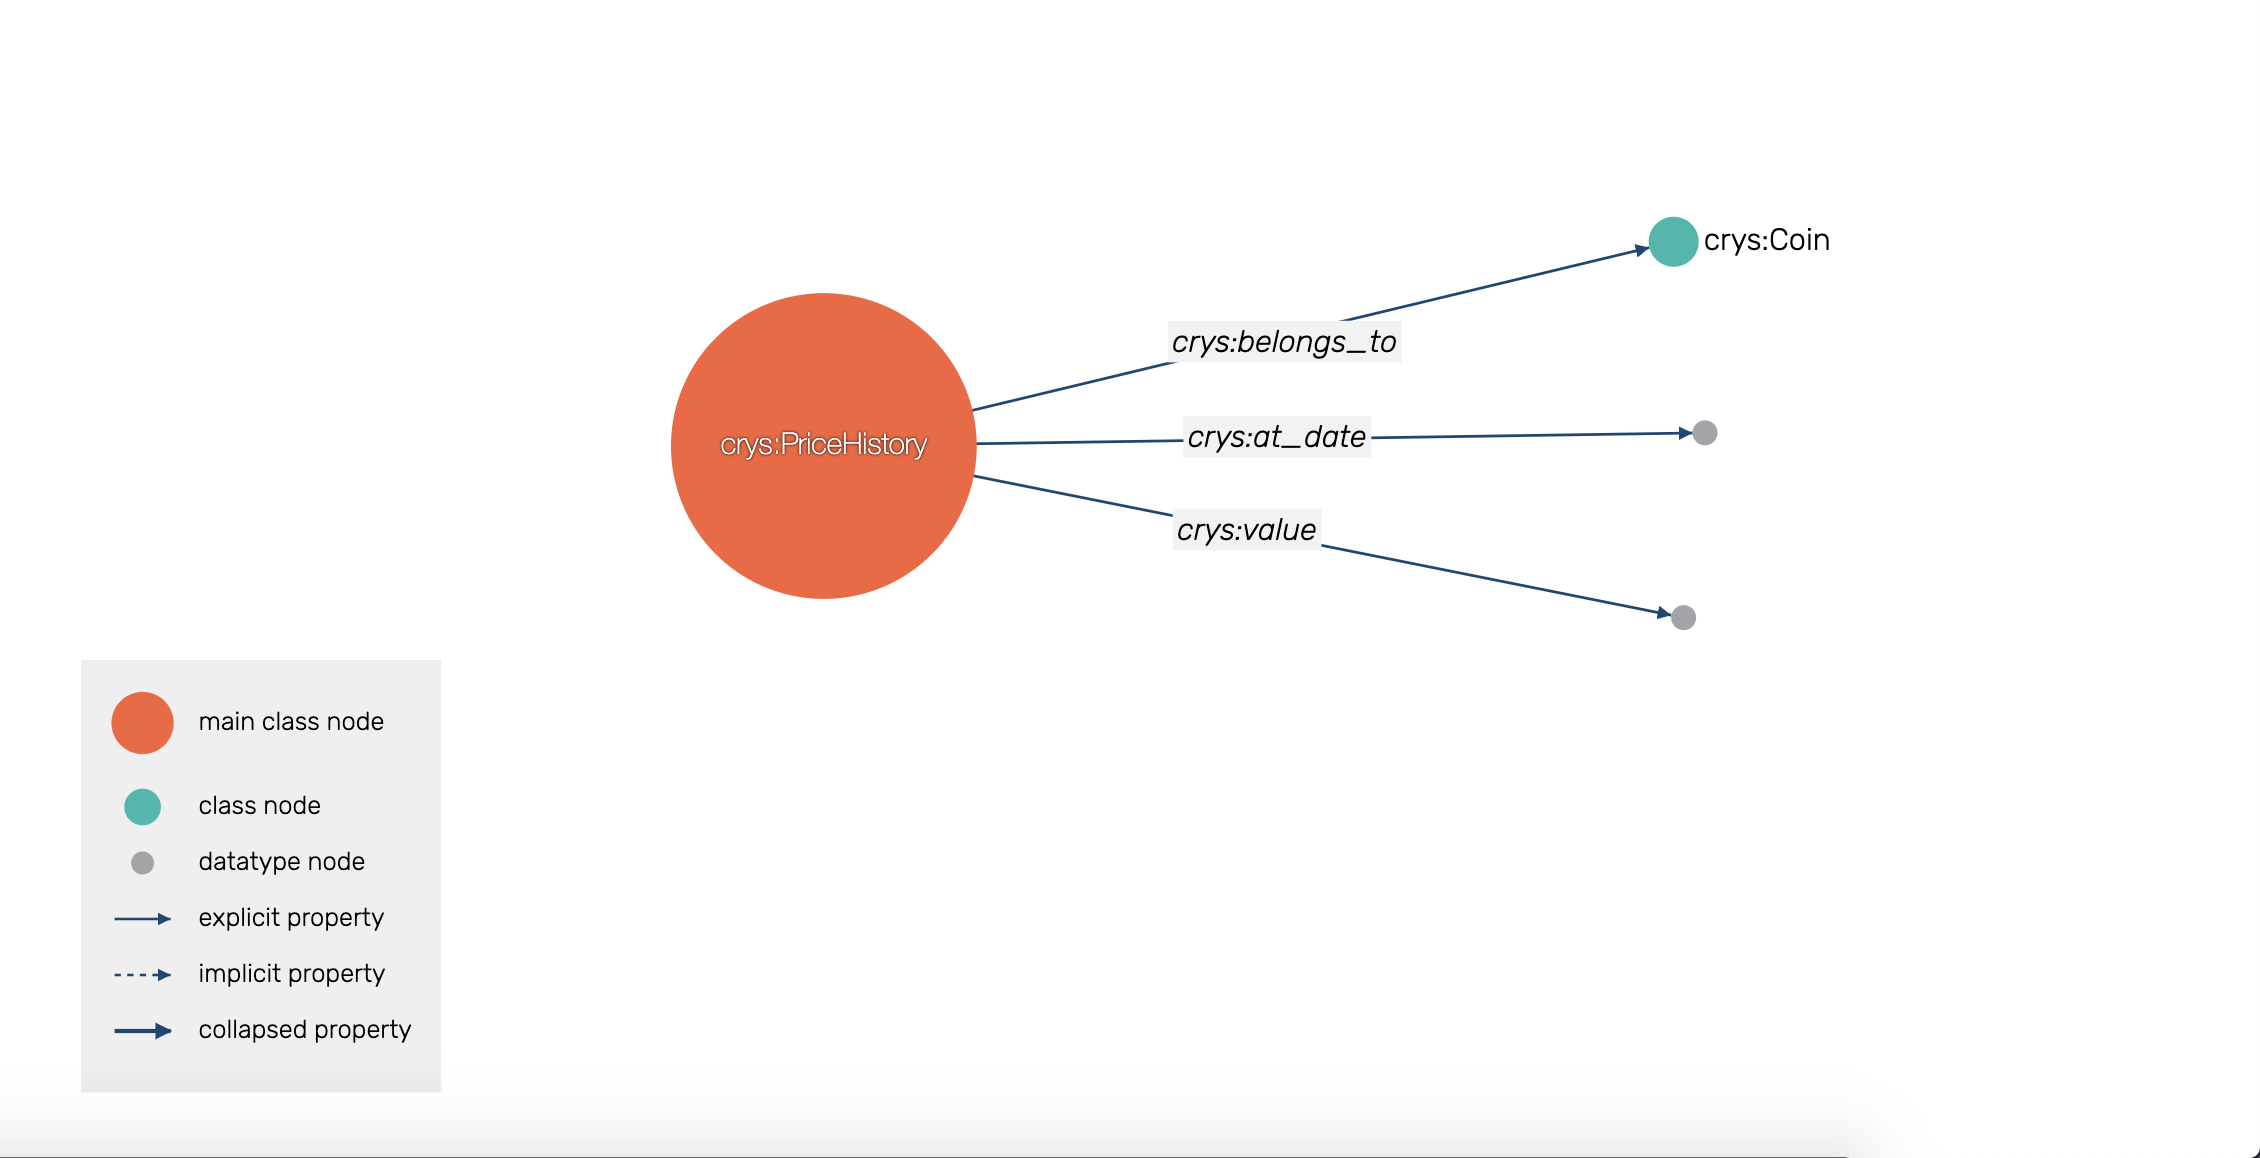 crys:Coin
crys:belongs_to
crys:at_date
crys:PriceHistory
crys:value
main class node
class node
datatype node
explicit property
implicit property
collapsed property